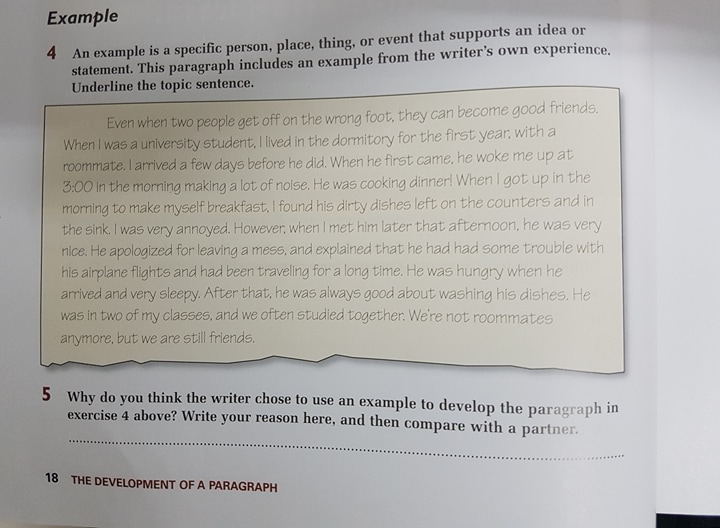 Example
4 An example is a specific person, place, thing, or event that supports an idea or
statement. This paragraph includes an example from the writer's own experience.
Underline the topic sentence.
Even when two people get off on the wrong foot, they can become good friends.
When I was a university student, I lived in the dormitory for the first year, with a
roommate. I arrived a few days before he did. When he first came, he woke me up at
3:00 in the morning making a lot of noise. He was cooking dinner! When I got up in the
morning to make myself breakfast, I found his dirty dishes left on the counters and in
the sink. I was very annoyed. However, when I met him later that afternoon, he was very
nice. He apologized for leaving a mess, and explained that he had had some trouble with
his airplane flights and had been traveling for a long time. He was hungry when he
arrived and very sleepy. After that, he was always good about washing his dishes. He
was in two of my classes, and we often studied together. We're not roommates
anymore, but we are still friends.
5 Why do you think the writer chose to use an example to develop the paragraph in
exercise 4 above? Write your reason here, and then compare with a partner.
18 THE DEVELOPMENT OF A PARAGRAPH